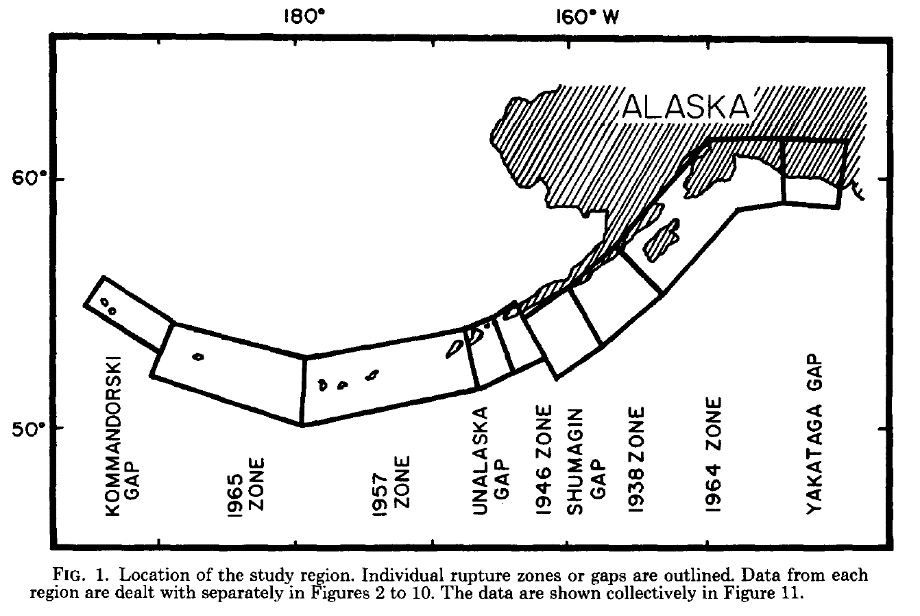 180°
160° W
ALASKA
60°
50°
KOMMANDORSKI
GAP
1965
ZONE
1957
ZONE
UNALASKA
GAP
1946 ZONE
SHUMAGIN
GAP
1938 ZONE
1964 ZONE
YAKATAGA GAP
FIG. 1. Location of the study region. Individual rupture zones or gaps are outlined. Data from each
region are dealt with separately in Figures 2 to 10. The data are shown collectively in Figure 11.